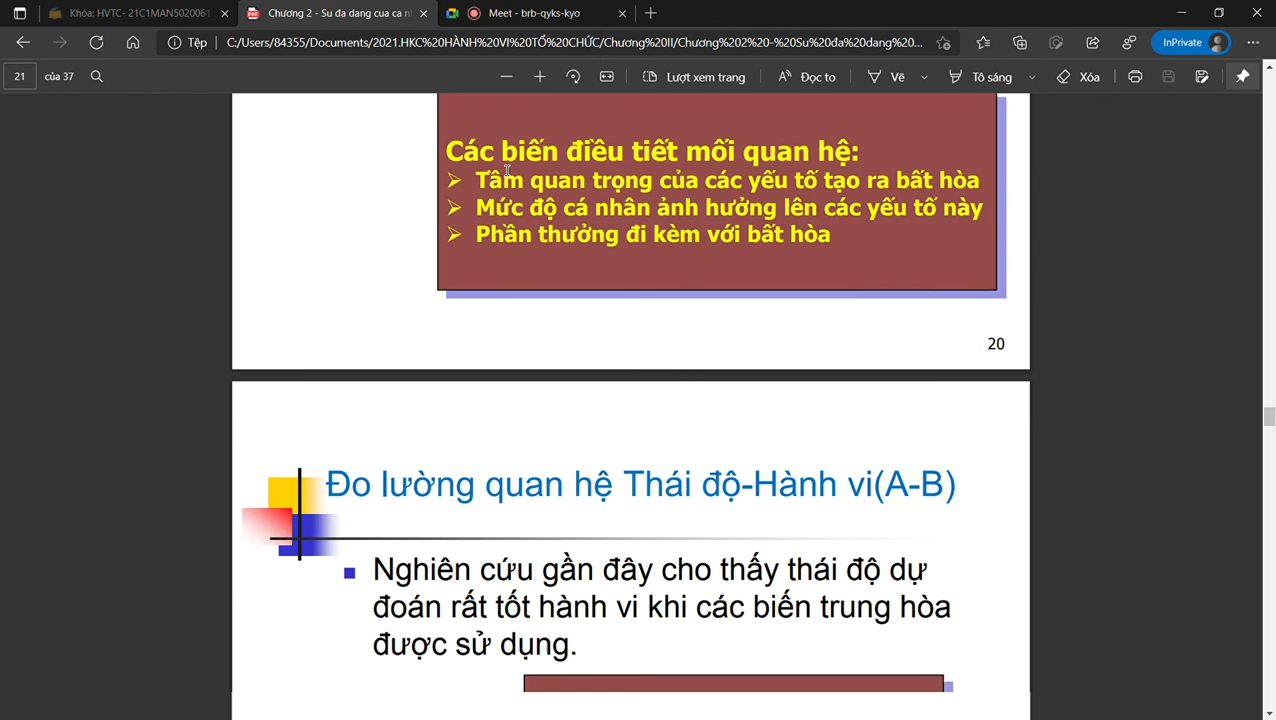 Khóa: HVTC- 21C1MAN5020061
Chương 2 - Su đa dang cua ca n
Meet - brb-qyks-kyo
Tệp
C:/Users/84355/Documents/2021.HKC%20HÀNH%20VI%20TỔ%20CHỨC/Chương%20II/Chương%202%20-%20Su%20đa%20dang%20...
InPrivate
21 của 37
Lượt xem trang
Đọc to
Vẽ
Tô sáng
Xóa
Các biến điều tiết mối quan hệ:
➢ Tầm quan trọng của các yếu tố tạo ra bất hòa
➢ Mức độ cá nhân ảnh hưởng lên các yếu tố này
➢ Phần thưởng đi kèm với bất hòa
20
Đo lường quan hệ Thái độ-Hành vi(A-B)
■ Nghiên cứu gần đây cho thấy thái độ dự
đoán rất tốt hành vi khi các biến trung hòa
được sử dụng.